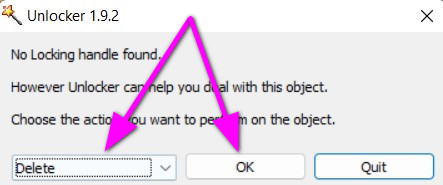 Unlocker 1.9.2
No Locking handle found.
However Unlocker can help you deal with this object.
Choose the action you want to perform on the object.
Delete OK Quit